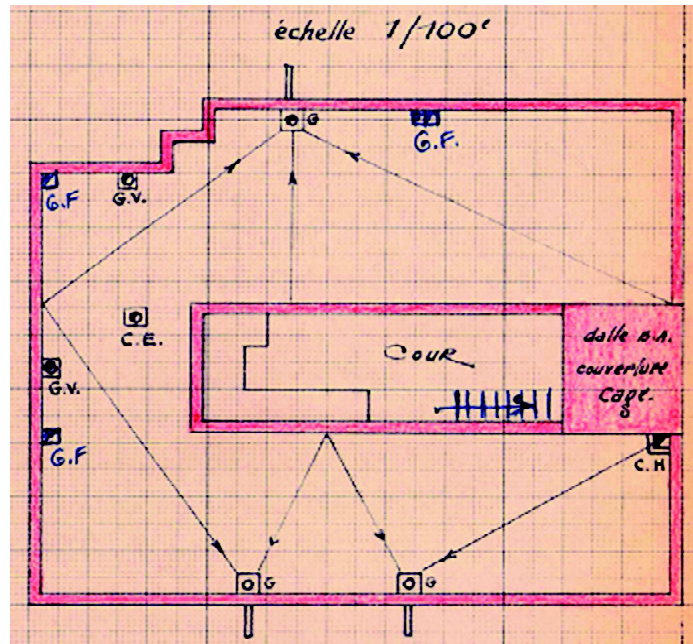 échelle 1/100e
G
G.F.
G.F
G.V.
C.E.
COUR
dalle B.A.
couverture
Cage.
G.V.
G.F
C.H
G
G